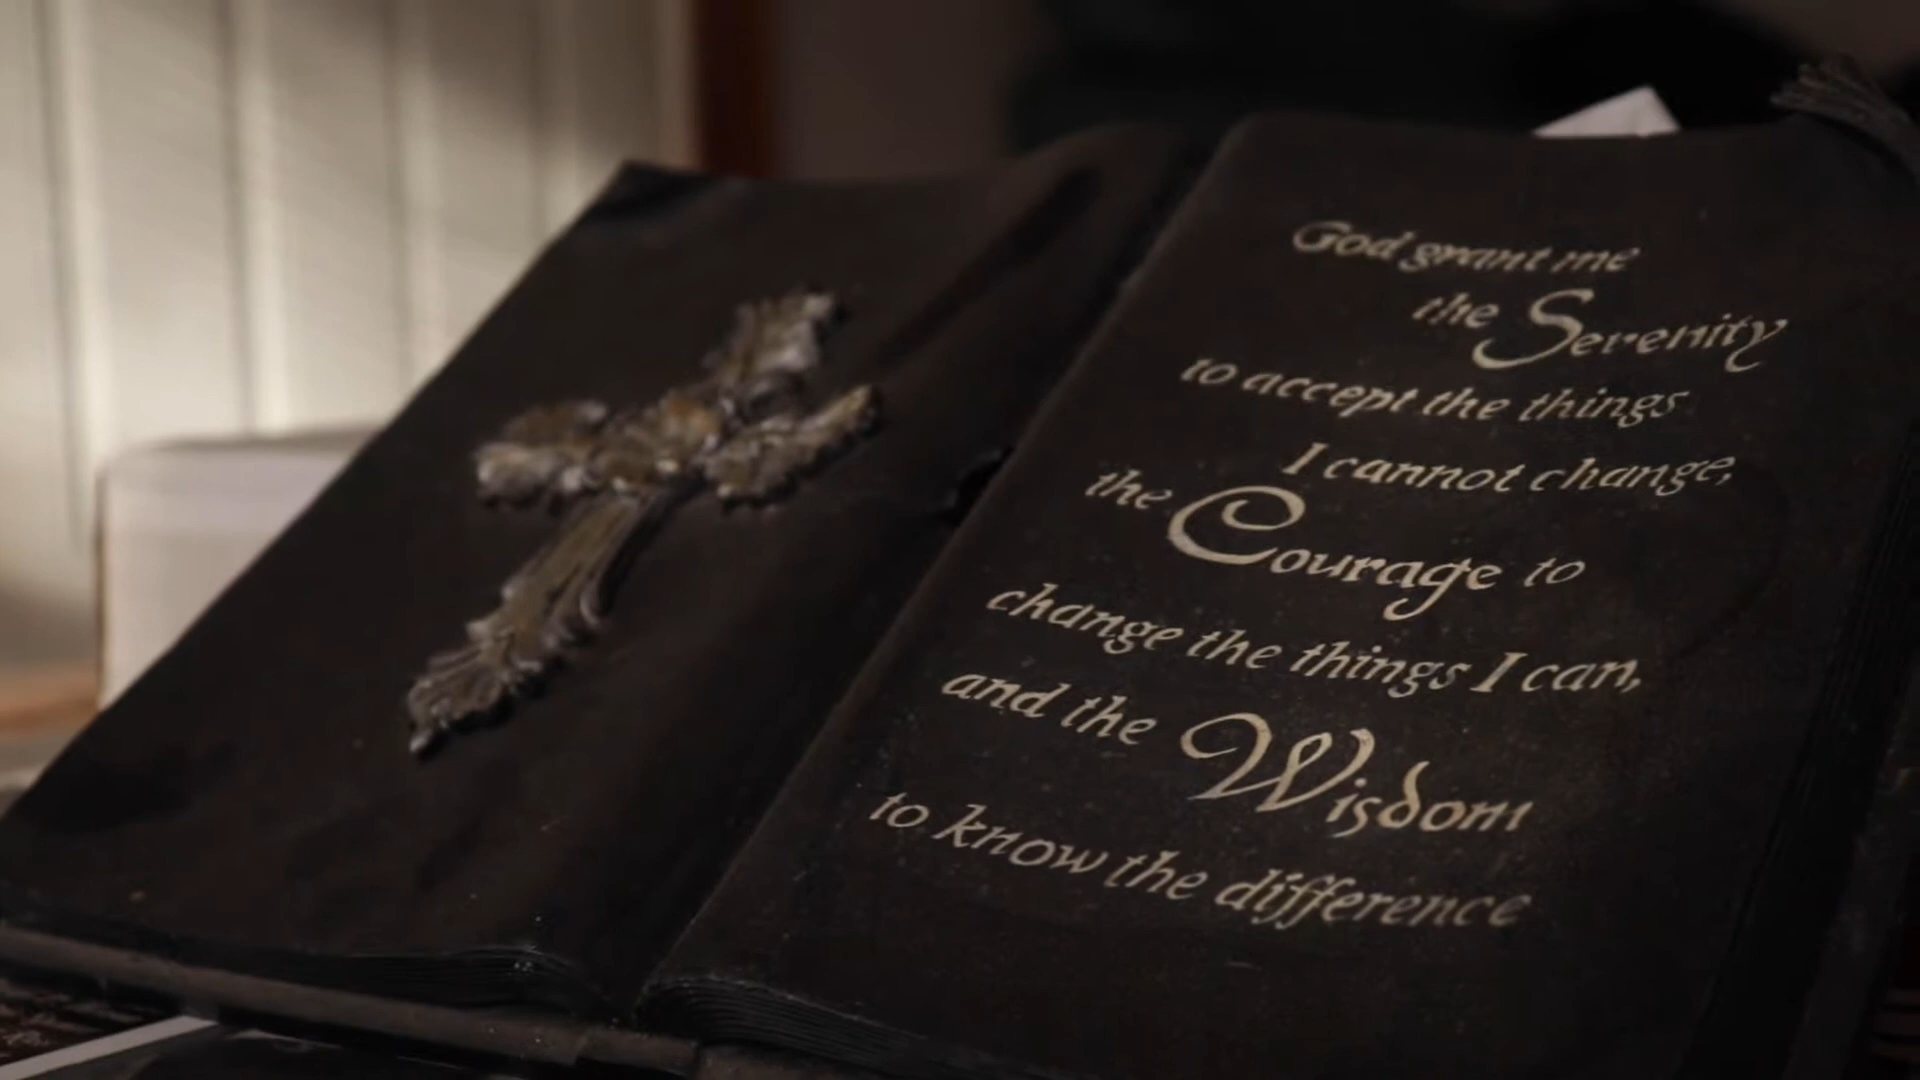 God grant me
the Serenity
to accept the things
I cannot change,
the Courage to
change the things I can,
and the Wisdom
to know the difference